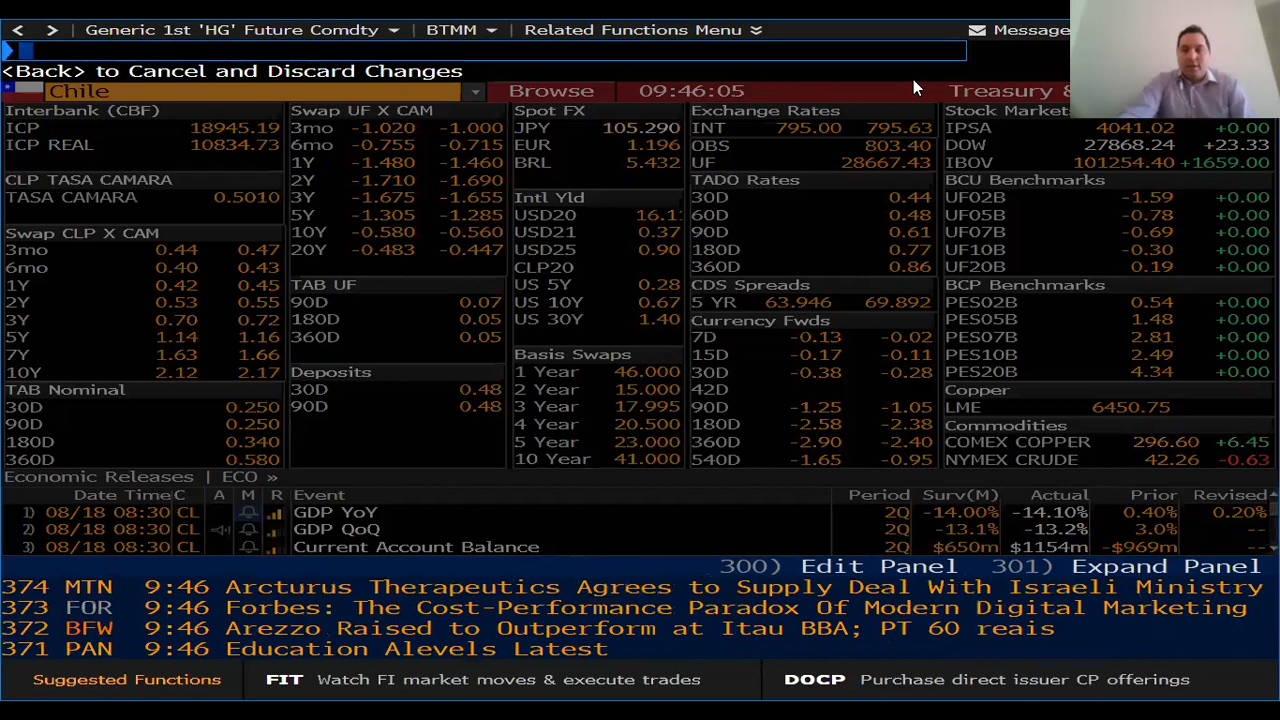 < > Generic 1st 'HG' Future Comdty BTMM Related Functions Menu Message
<Back> to Cancel and Discard Changes
Chile Browse 09:46:05 Treasury &
Interbank (CBF)
ICP 18945.19
ICP REAL 10834.73
CLP TASA CAMARA
TASA CAMARA 0.5010
Swap CLP X CAM
3mo 0.44 0.47
6mo 0.40 0.43
1Y 0.42 0.45
2Y 0.53 0.55
3Y 0.70 0.72
5Y 1.14 1.16
7Y 1.63 1.66
10Y 2.12 2.17
TAB Nominal
30D 0.250
90D 0.250
180D 0.340
360D 0.580
Swap UF X CAM
3mo -1.020 -1.000
6mo -0.755 -0.715
1Y -1.480 -1.460
2Y -1.710 -1.690
3Y -1.675 -1.655
5Y -1.305 -1.285
10Y -0.580 -0.560
20Y -0.483 -0.447
TAB UF
90D 0.07
180D 0.05
360D 0.05
Deposits
30D 0.48
90D 0.48
Spot FX
JPY 105.290
EUR 1.196
BRL 5.432
Intl Yld
USD20 16.1
USD21 0.37
USD25 0.90
CLP20
US 5Y 0.28
US 10Y 0.67
US 30Y 1.40
Basis Swaps
1 Year 46.000
2 Year 15.000
3 Year 17.995
4 Year 20.500
5 Year 23.000
10 Year 41.000
Exchange Rates
INT 795.00 795.63
OBS 803.40
UF 28667.43
TADO Rates
30D 0.44
60D 0.48
90D 0.61
180D 0.77
360D 0.86
CDS Spreads
5 YR 63.946 69.892
Currency Fwds
7D -0.13 -0.02
15D -0.17 -0.11
30D -0.38 -0.28
42D
90D -1.25 -1.05
180D -2.58 -2.38
360D -2.90 -2.40
540D -1.65 -0.95
Stock Market
IPSA 4041.02 +0.00
DOW 27868.24 +23.33
IBOV 101254.40 +1659.00
BCU Benchmarks
UF02B -1.59 +0.00
UF05B -0.78 +0.00
UF07B -0.69 +0.00
UF10B -0.30 +0.00
UF20B 0.19 +0.00
BCP Benchmarks
PES02B 0.54 +0.00
PES05B 1.48 +0.00
PES07B 2.81 +0.00
PES10B 2.49 +0.00
PES20B 4.34 +0.00
Copper
LME 6450.75
Commodities
COMEX COPPER 296.60 +6.45
NYMEX CRUDE 42.26 -0.63
Economic Releases | ECO »
Date Time C A M R Event Period Surv(M) Actual Prior Revised
1) 08/18 08:30 CL GDP YoY 2Q -14.00% -14.10% 0.40% 0.20%
2) 08/18 08:30 CL GDP QoQ 2Q -13.1% -13.2% 3.0% --
3) 08/18 08:30 CL Current Account Balance 2Q $650m $1154m -$969m --
300) Edit Panel 301) Expand Panel
374 MTN 9:46 Arcturus Therapeutics Agrees to Supply Deal With Israeli Ministry
373 FOR 9:46 Forbes: The Cost-Performance Paradox Of Modern Digital Marketing
372 BFW 9:46 Arezzo Raised to Outperform at Itau BBA; PT 60 reais
371 PAN 9:46 Education Alevels Latest
Suggested Functions FIT Watch FI market moves & execute trades DOCP Purchase direct issuer CP offerings